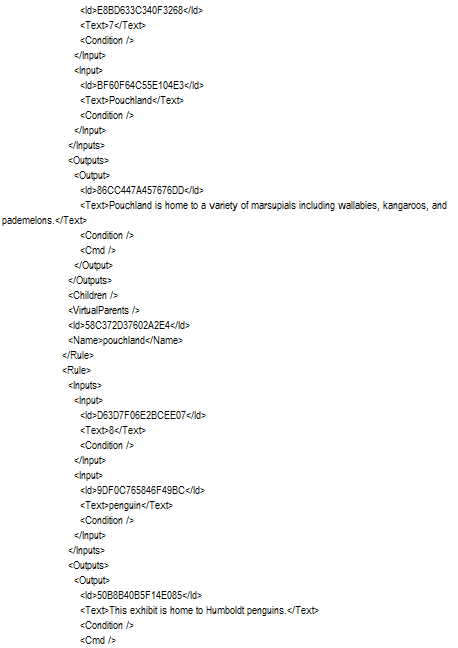 <Id>E8BD633C340F3268</Id>
<Text>7</Text>
<Condition />
</Input>
<Input>
<Id>BF60F64C55E104E3</Id>
<Text>Pouchland</Text>
<Condition />
</Input>
</Inputs>
<Outputs>
<Output>
<Id>86CC447A457676DD</Id>
<Text>Pouchland is home to a variety of marsupials including wallabies, kangaroos, and
pademelons.</Text>
<Condition />
<Cmd />
</Output>
</Outputs>
<Children />
<VirtualParents />
<Id>58C372D37602A2E4</Id>
<Name>pouchland</Name>
</Rule>
<Rule>
<Inputs>
<Input>
<Id>D63D7F06E2BCEE07</Id>
<Text>8</Text>
<Condition />
</Input>
<Input>
<Id>9DF0C765846F49BC</Id>
<Text>penguin</Text>
<Condition />
</Input>
</Inputs>
<Outputs>
<Output>
<Id>50B8B40B5F14E085</Id>
<Text>This exhibit is home to Humboldt penguins.</Text>
<Condition />
<Cmd />